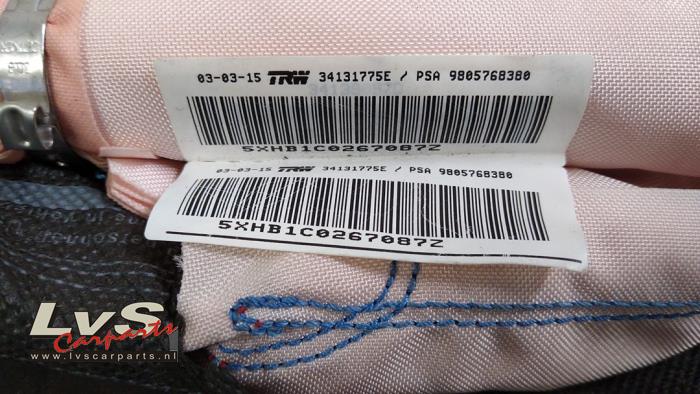 03-03-15 TRW 34131775E / PSA 9805768380
5XHB1C0267087Z
03-03-15 TRW 34131775E / PSA 9805768380
5XHB1C0267087Z
LvS
Carparts
www.lvscarparts.nl